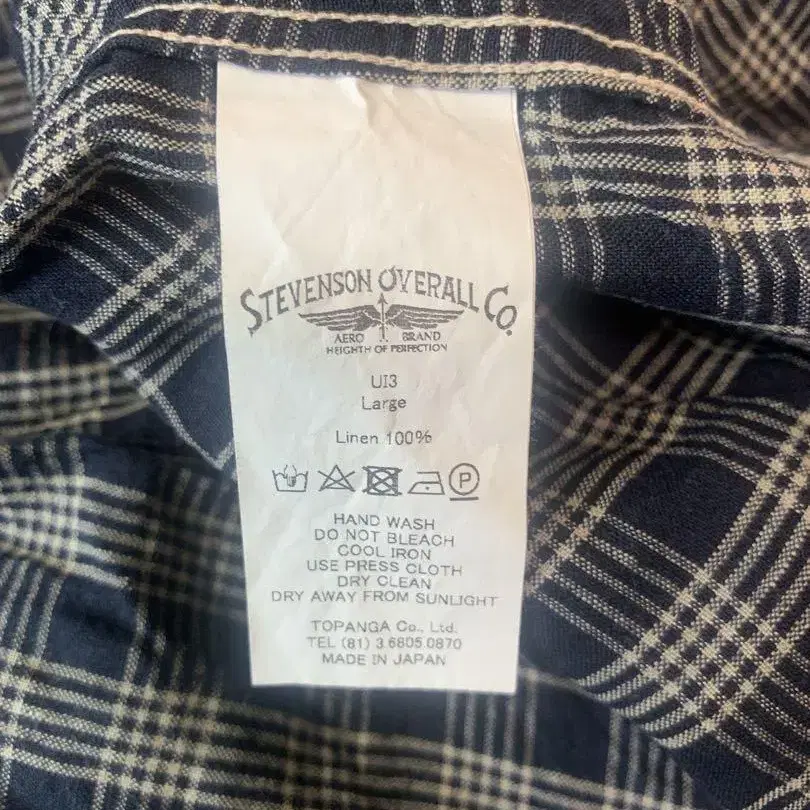 STEVENSON OVERALL CO.
AERO BRAND
HEIGHTH OF PERFECTION
UI3
Large
Linen 100%
P
HAND WASH
DO NOT BLEACH
COOL IRON
USE PRESS CLOTH
DRY CLEAN
DRY AWAY FROM SUNLIGHT
TOPANGA Co., Ltd.
TEL (81) 3.6805.0870
MADE IN JAPAN